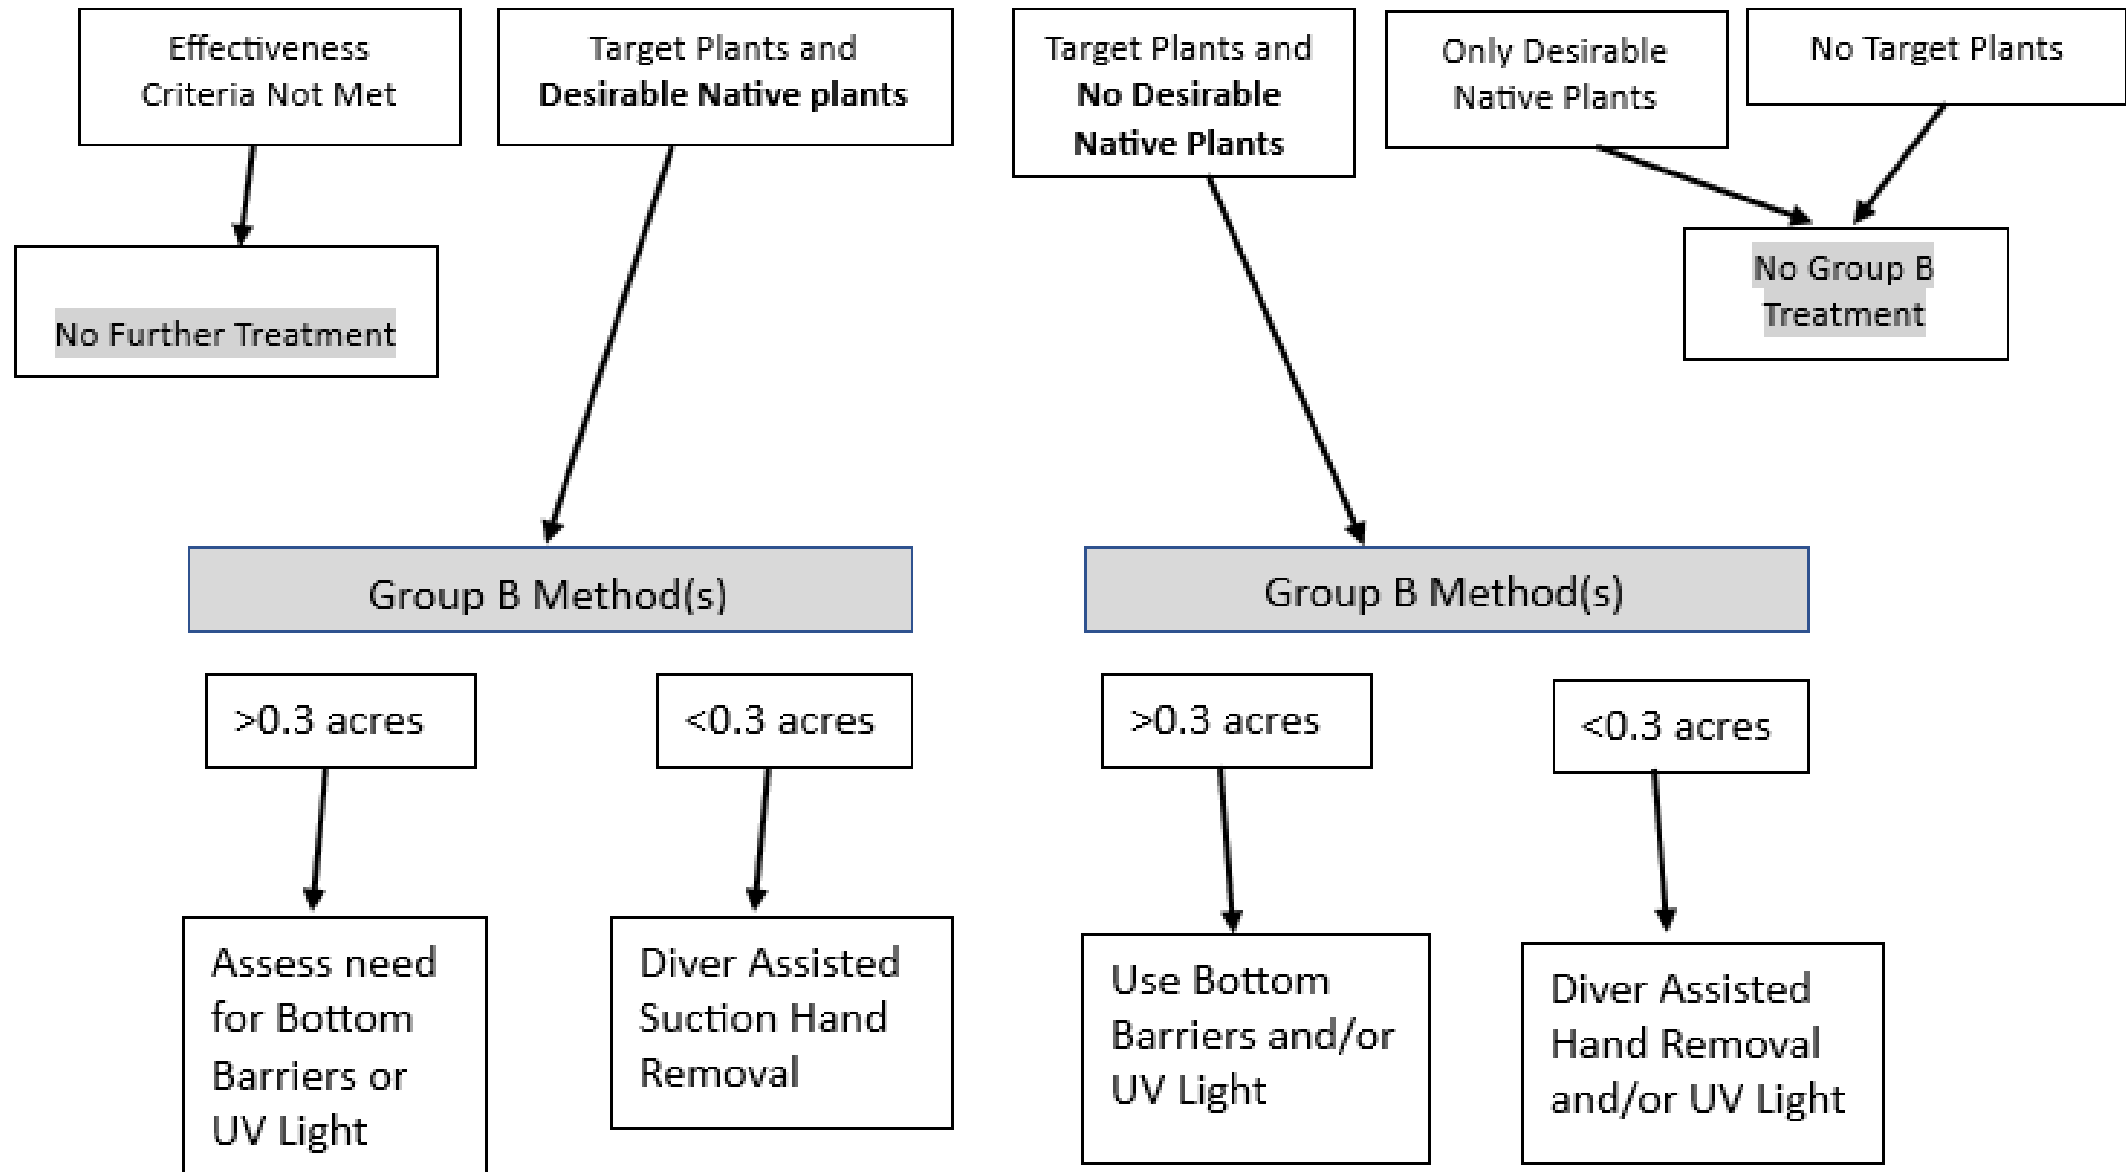 Effectiveness
Criteria Not Met
Target Plants and
Desirable Native plants
Target Plants and
No Desirable
Native Plants
Only Desirable
Native Plants
No Target Plants
No Further Treatment
No Group B
Treatment
Group B Method(s)
Group B Method(s)
>0.3 acres
<0.3 acres
>0.3 acres
<0.3 acres
Assess need
for Bottom
Barriers or
UV Light
Diver Assisted
Suction Hand
Removal
Use Bottom
Barriers and/or
UV Light
Diver Assisted
Hand Removal
and/or UV Light